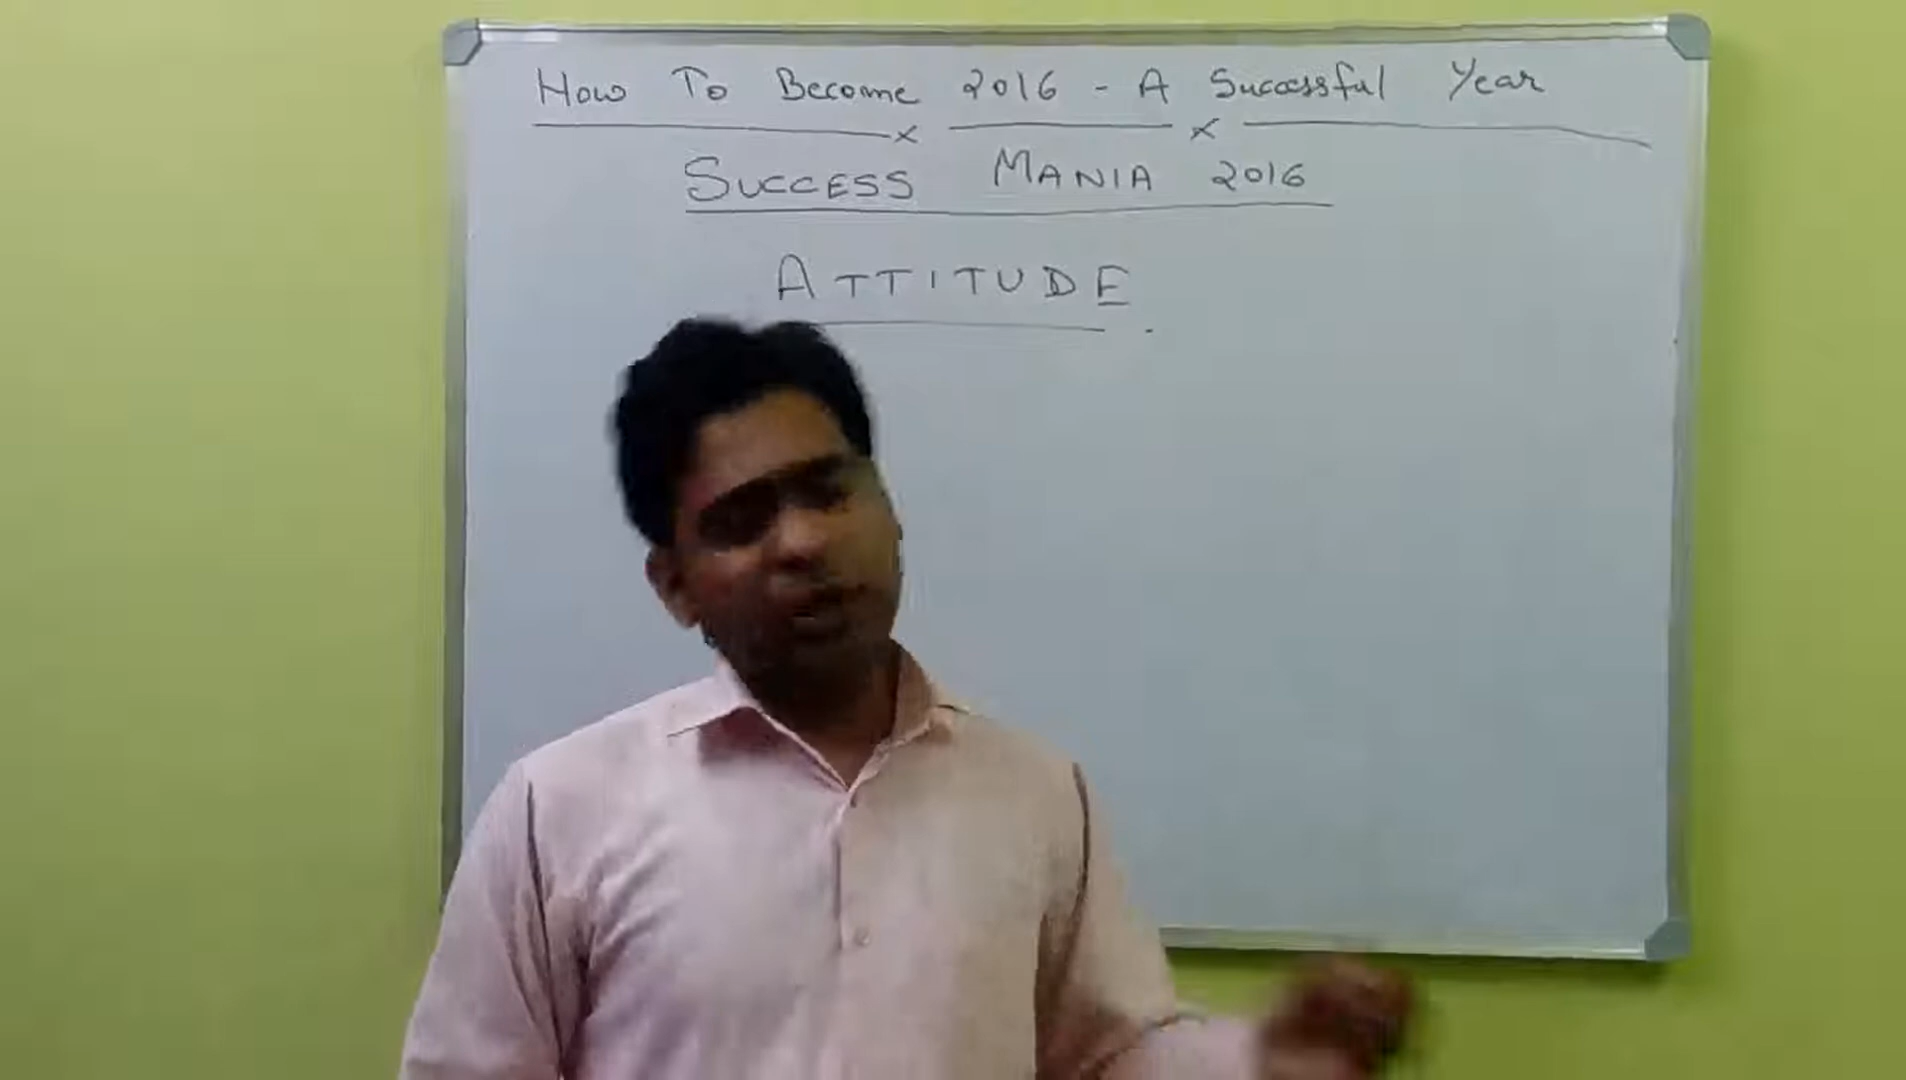 How To Become 2016 - A Successful Year
SUCCESS MANIA 2016
ATTITUDE.